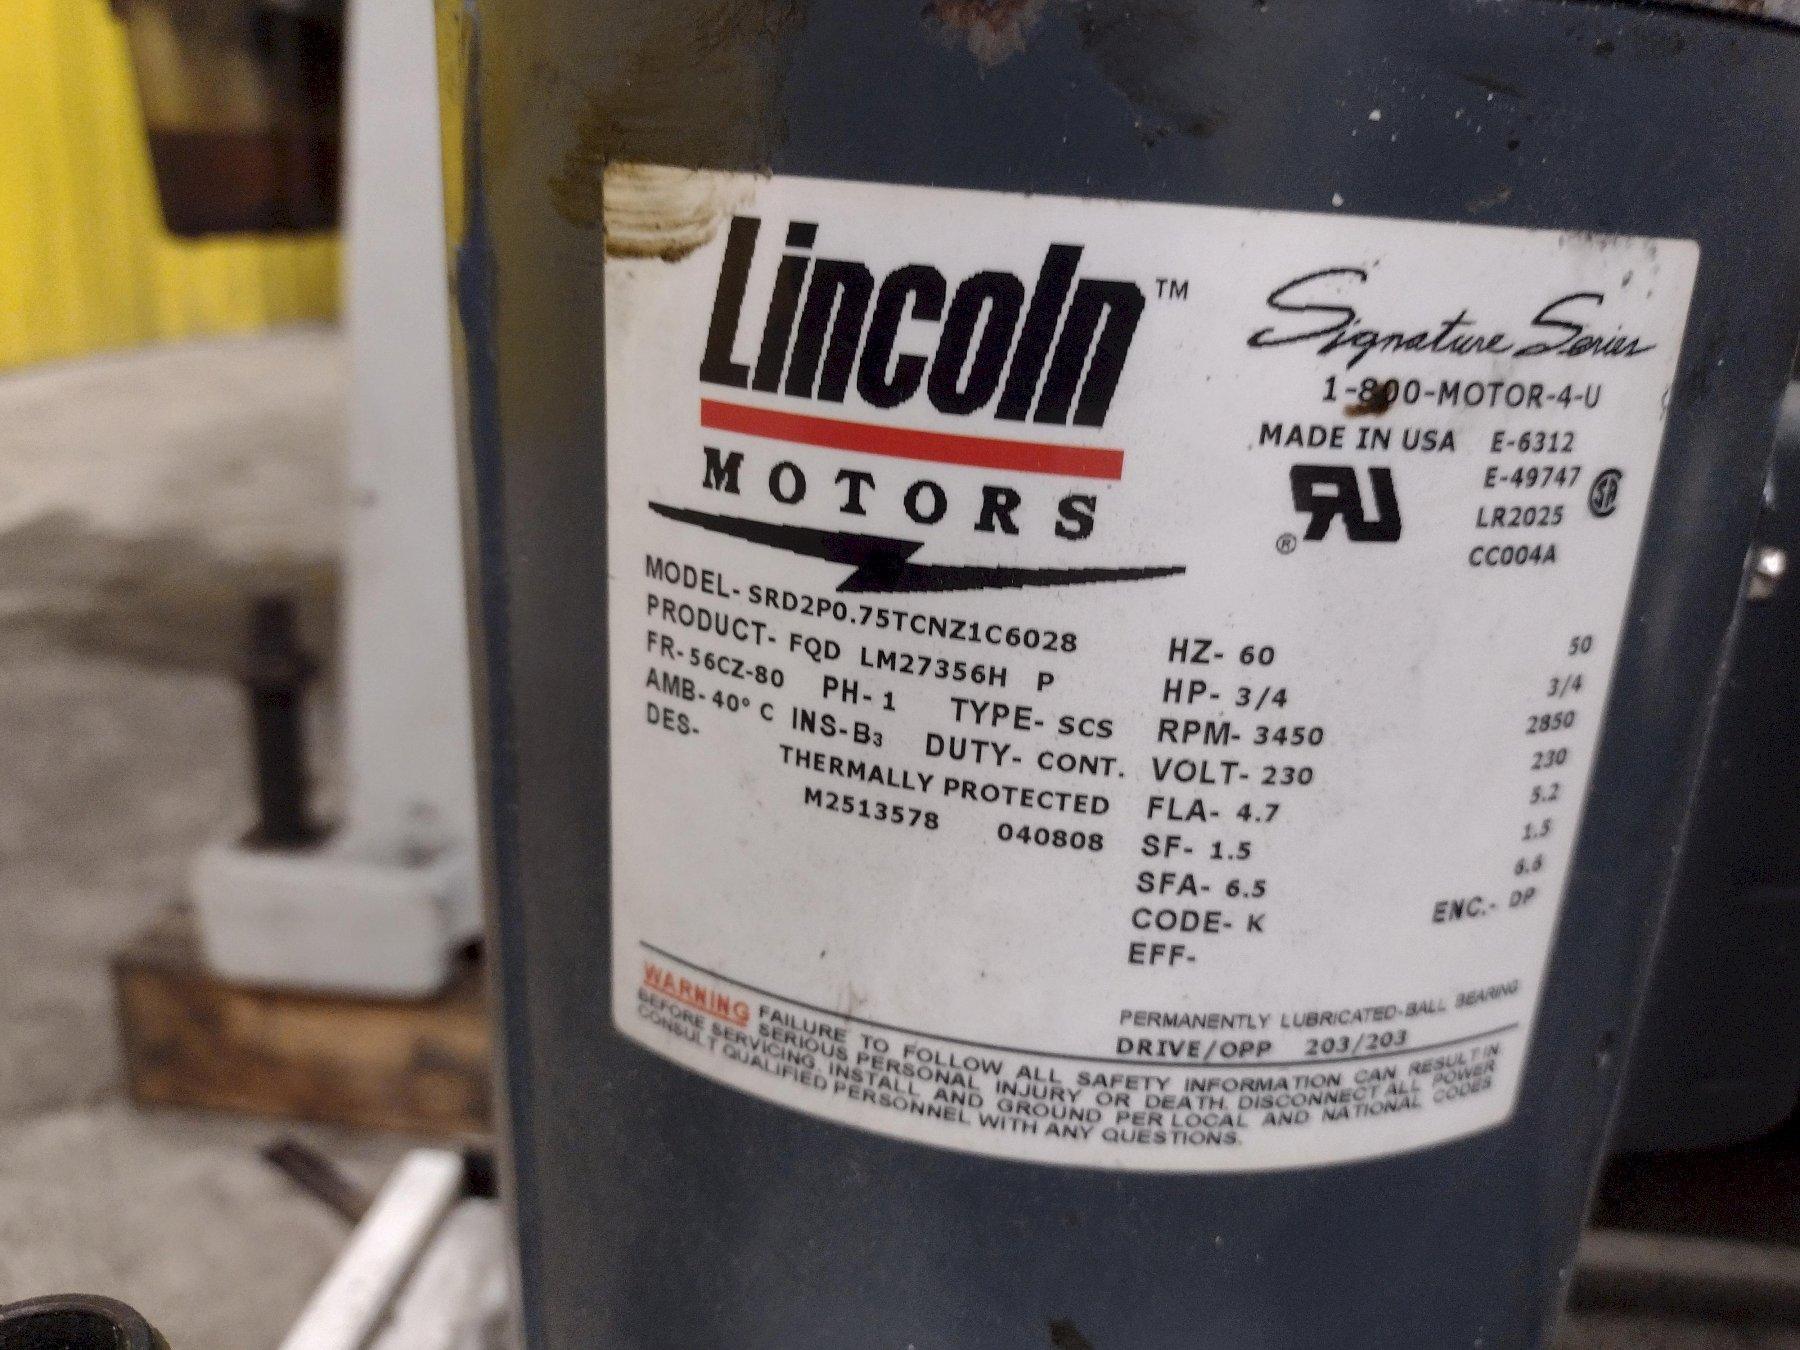 Lincoln™
MOTORS
Signature Series
1-800-MOTOR-4-U
MADE IN USA E-6312
E-49747
LR2025
CC004A
MODEL- SRD2P0.75TCNZ1C6028
PRODUCT- FQD LM27356H P
FR-56CZ-80 PH-1 TYPE- SCS
AMB-40° C INS-B3 DUTY- CONT.
DES-
THERMALLY PROTECTED
M2513578 040808
HZ- 60 50
HP- 3/4 3/4
RPM- 3450 2850
VOLT- 230 230
FLA- 4.7 5.2
SF- 1.5 1.5
SFA- 6.5 6.6
CODE- K ENC.- DP
EFF-
PERMANENTLY LUBRICATED-BALL BEARING
DRIVE/OPP 203/203
WARNING FAILURE TO FOLLOW ALL SAFETY INFORMATION CAN RESULT IN
SERIOUS PERSONAL INJURY OR DEATH. DISCONNECT ALL POWER
BEFORE SERVICING. INSTALL AND GROUND PER LOCAL AND NATIONAL CODES
CONSULT QUALIFIED PERSONNEL WITH ANY QUESTIONS.